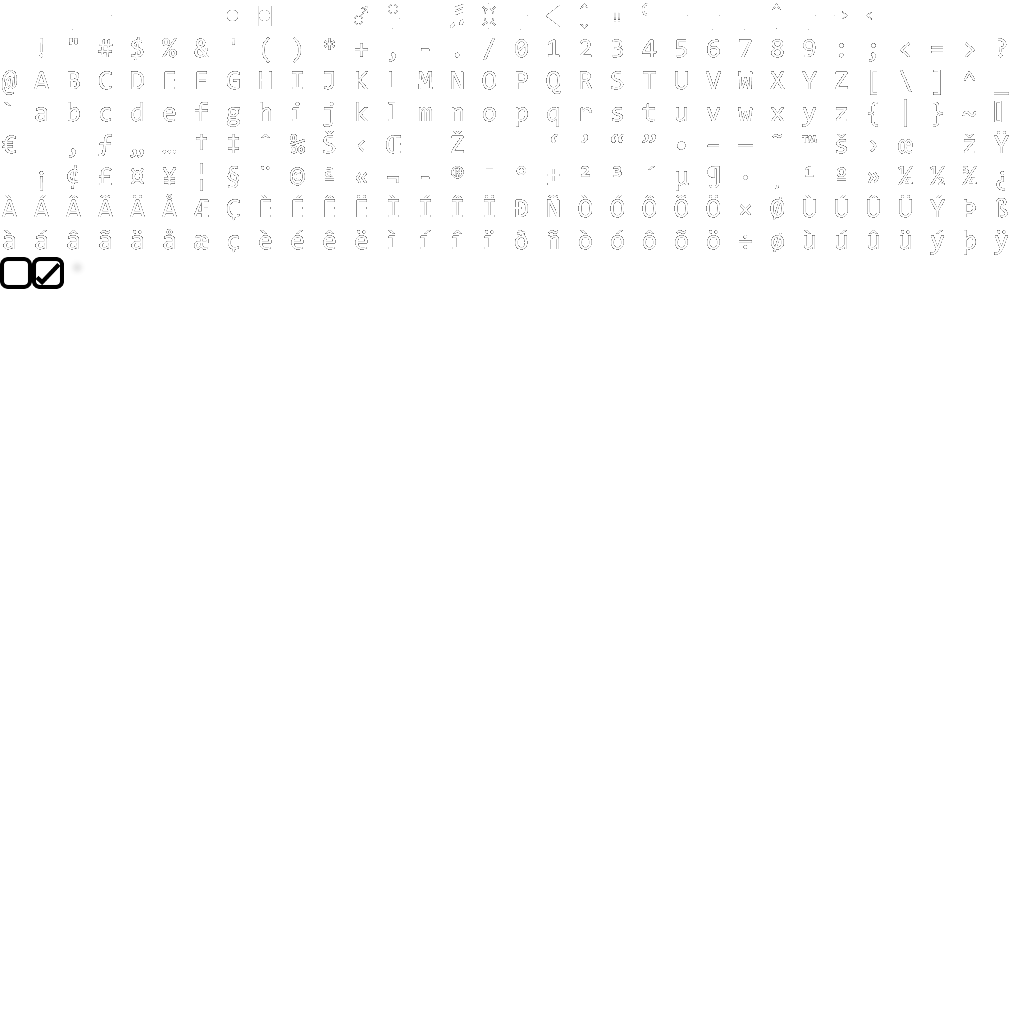 ! " # $ % & ' ( ) * + , - . / 0 1 2 3 4 5 6 7 8 9 : ; < = > ?
@ A B C D E F G H I J K L M N O P Q R S T U V W X Y Z [ \ ] ^ _
` a b c d e f g h i j k l m n o p q r s t u v w x y z { | } ~
€ ‚ ƒ „ … † ‡ ˆ ‰ Š ‹ Œ Ž ‘ ’ “ ” • – — ˜ ™ š › œ ž Ÿ
¡ ¢ £ ¤ ¥ ¦ § ¨ © ª « ¬ - ® ¯ ° ± ² ³ ´ µ ¶ · ¸ ¹ º » ¼ ½ ¾ ¿
À Á Â Ã Ä Å Æ Ç È É Ê Ë Ì Í Î Ï Ð Ñ Ò Ó Ô Õ Ö × Ø Ù Ú Û Ü Ý Þ ß
à á â ã ä å æ ç è é ê ë ì í î ï ð ñ ò ó ô õ ö ÷ ø ù ú û ü ý þ ÿ